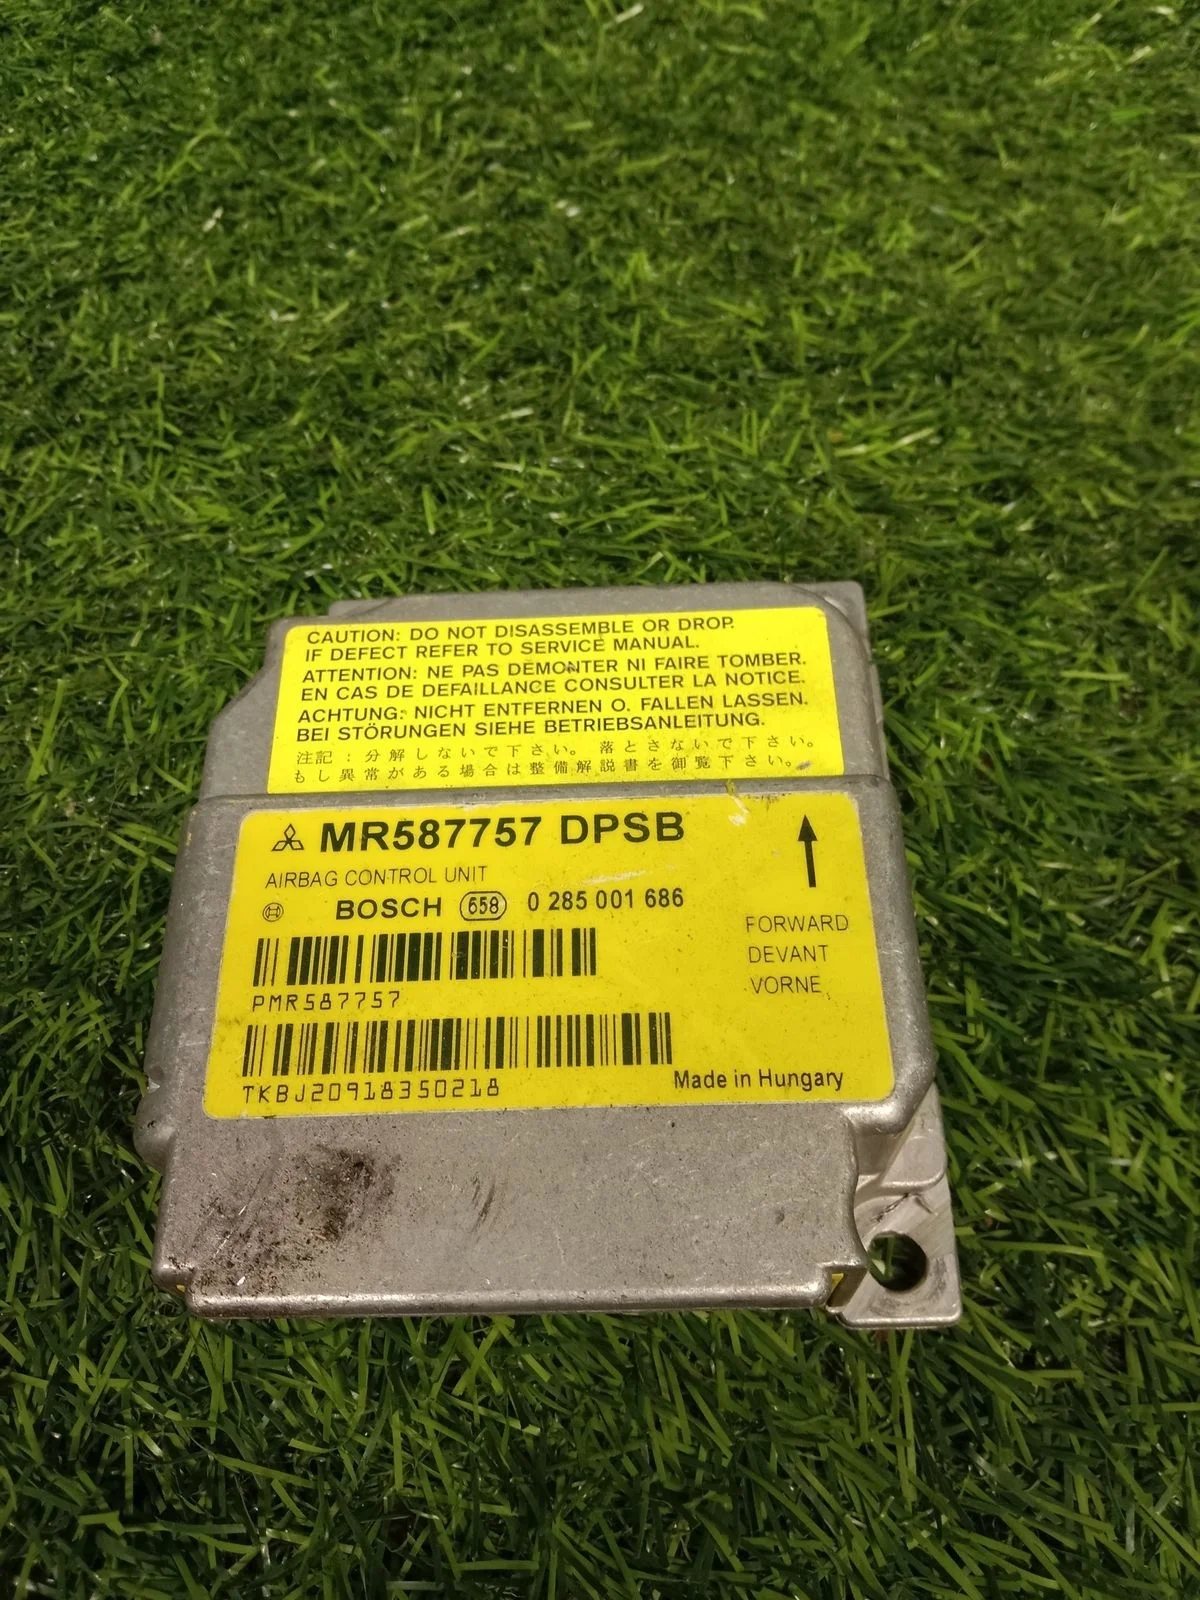 CAUTION: DO NOT DISASSEMBLE OR DROP.
IF DEFECT REFER TO SERVICE MANUAL.
ATTENTION: NE PAS DEMONTER NI FAIRE TOMBER.
EN CAS DE DEFAILLANCE CONSULTER LA NOTICE.
ACHTUNG: NICHT ENTFERNEN O. FALLEN LASSEN.
BEI STÖRUNGEN SIEHE BETRIEBSANLEITUNG.
注記：分解しないで下さい。落とさないで下さい。
もし異常がある場合は整備解説書を御覧下さい。
MR587757 DPSB
AIRBAG CONTROL UNIT
BOSCH 658 0 285 001 686
FORWARD
DEVANT
VORNE
PMR587757
TKBJ20918350218
Made in Hungary